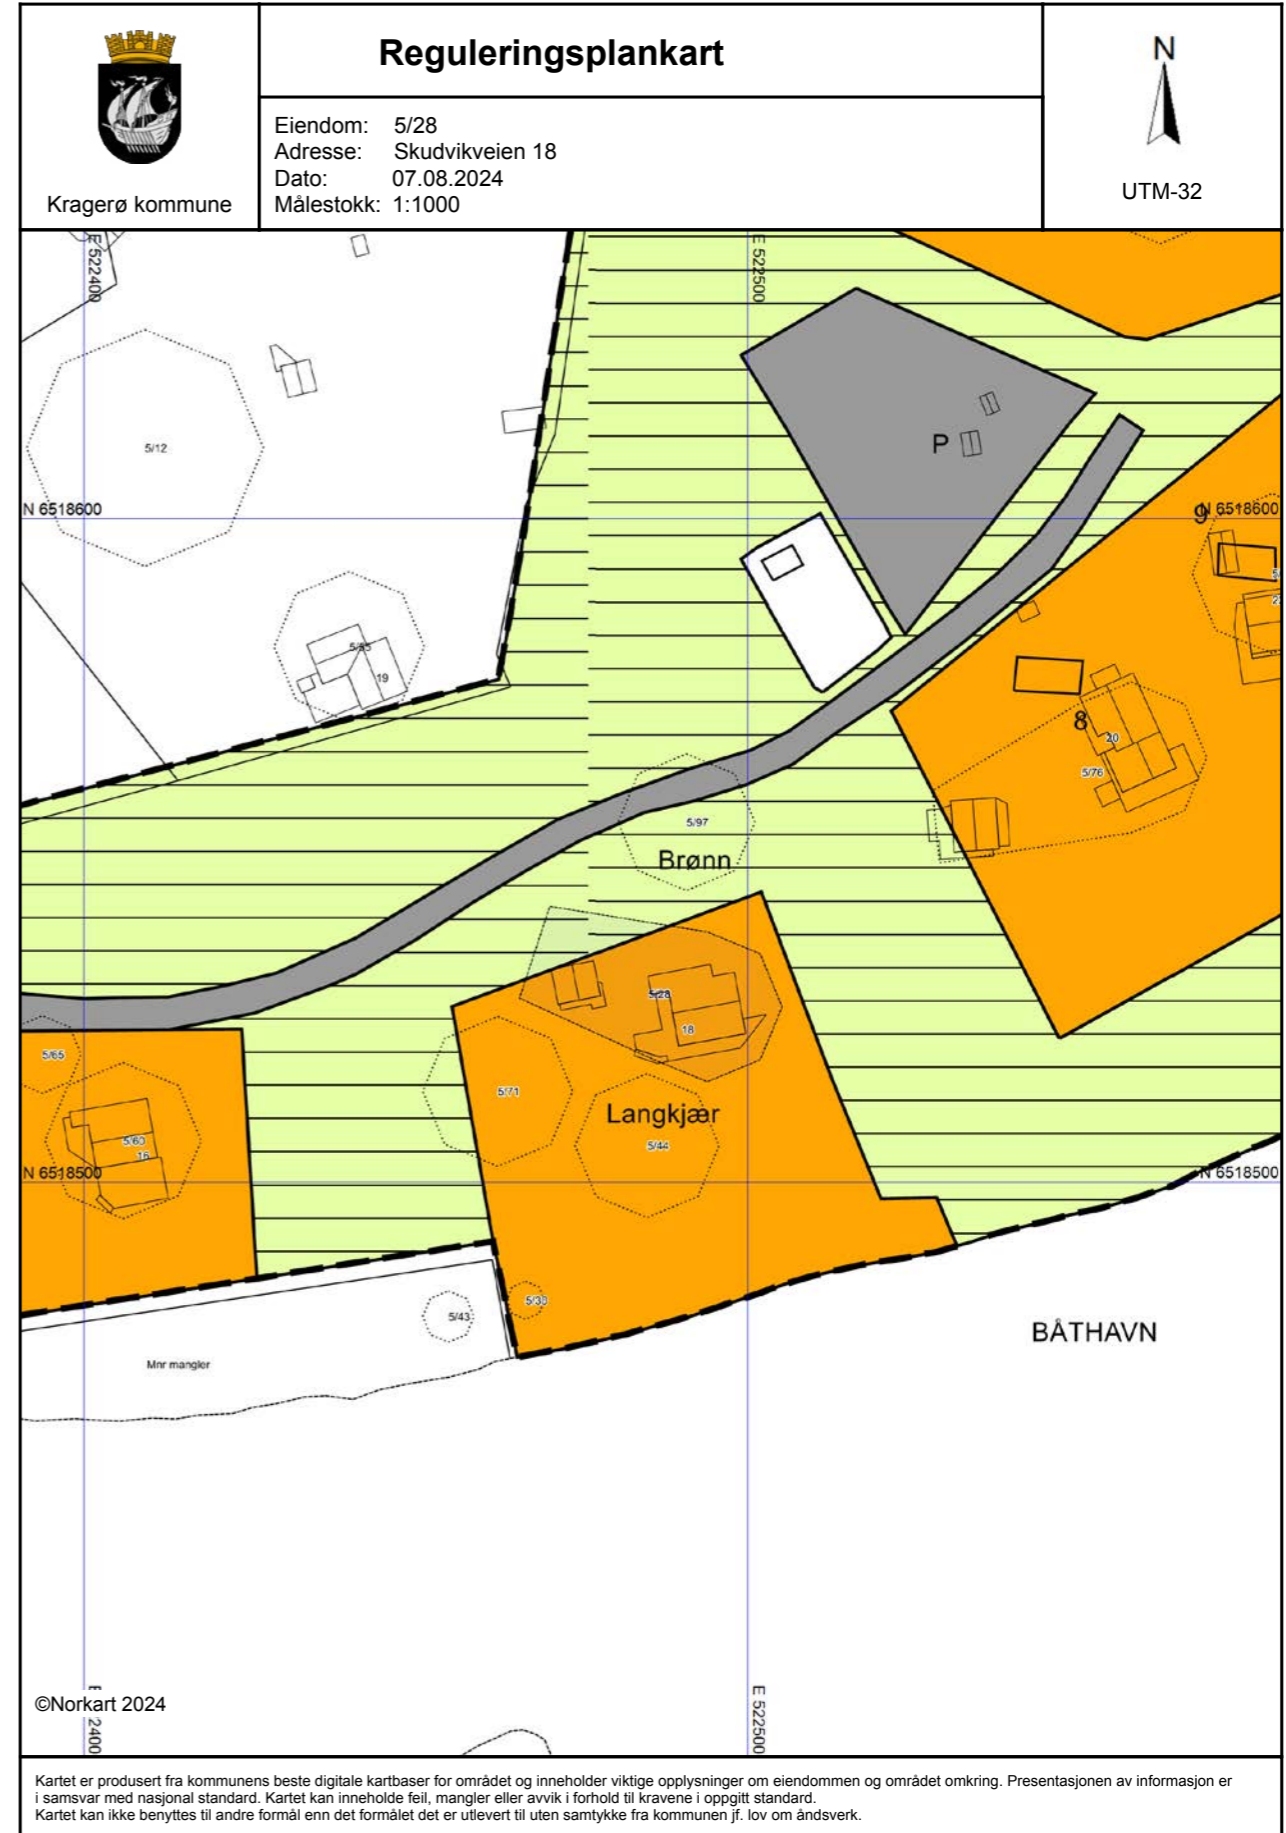 Reguleringsplankart
N
Eiendom: 5/28
Adresse: Skudvikveien 18
Dato: 07.08.2024
Målestokk: 1:1000
Kragerø kommune
UTM-32
E 522400
E 522500
5/12
P
N 6518600
9
N 6518600
5/95
19
8
20
5/76
5/97
Brønn
5/28
18
5/65
5/71
Langkjær
5/60
16
5/44
N 6518500
N 6518500
5/30
5/43
BÅTHAVN
Mnr mangler
©Norkart 2024
2400
E 522500
Kartet er produsert fra kommunens beste digitale kartbaser for området og inneholder viktige opplysninger om eiendommen og området omkring. Presentasjonen av informasjon er
i samsvar med nasjonal standard. Kartet kan inneholde feil, mangler eller avvik i forhold til kravene i oppgitt standard.
Kartet kan ikke benyttes til andre formål enn det formålet det er utlevert til uten samtykke fra kommunen jf. lov om åndsverk.